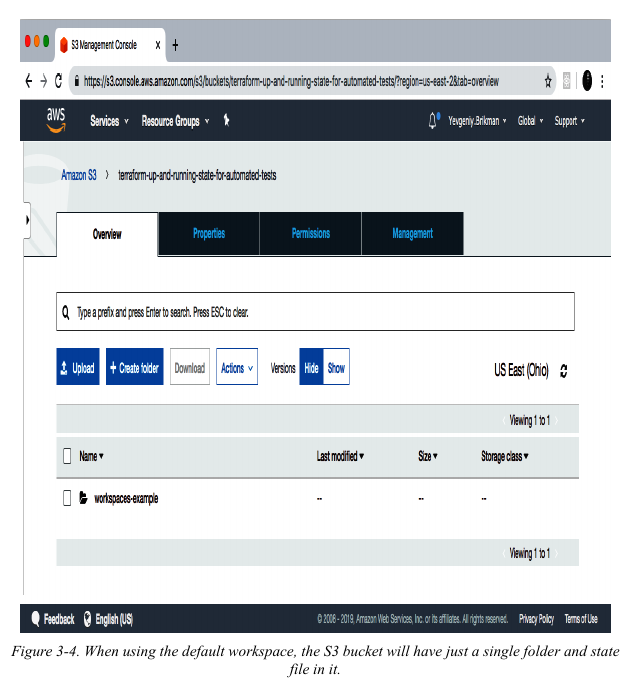 S3 Management Console x +
https://s3.console.aws.amazon.com/s3/buckets/terraform-up-and-running-state-for-automated-tests/?region=us-east-2&tab=overview
aws Services Resource Groups Yevgeniy.Brikman Global Support
Amazon S3 > terraform-up-and-running-state-for-automated-tests
Overview Properties Permissions Management
Type a prefix and press Enter to search. Press ESC to clear.
Upload + Create folder Download Actions Versions Hide Show US East (Ohio)
Viewing 1 to 1
Name Last modified Size Storage class
workspaces-example -- -- --
Viewing 1 to 1
Feedback English (US) © 2008 - 2019, Amazon Web Services, Inc. or its affiliates. All rights reserved. Privacy Policy Terms of Use
Figure 3-4. When using the default workspace, the S3 bucket will have just a single folder and state
file in it.